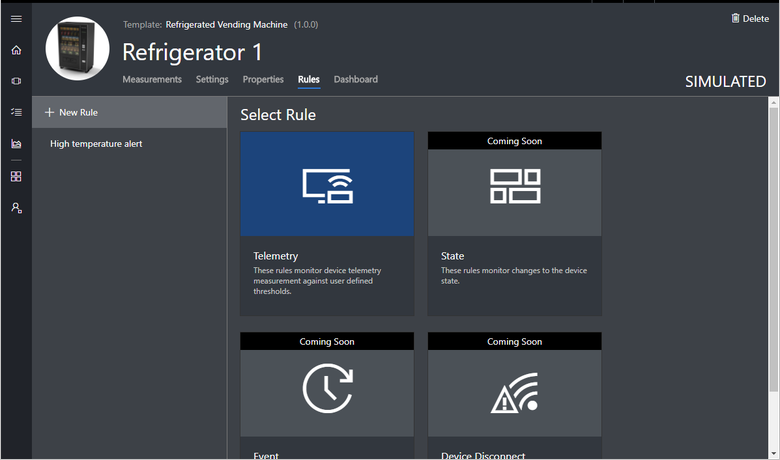 Template: Refrigerated Vending Machine (1.0.0)
Delete
Refrigerator 1
Measurements Settings Properties Rules Dashboard
SIMULATED
+ New Rule
High temperature alert
Select Rule
Coming Soon
Telemetry
These rules monitor device telemetry
measurement against user defined
thresholds.
State
These rules monitor changes to the device
state.
Coming Soon
Coming Soon
Event
Device Disconnect